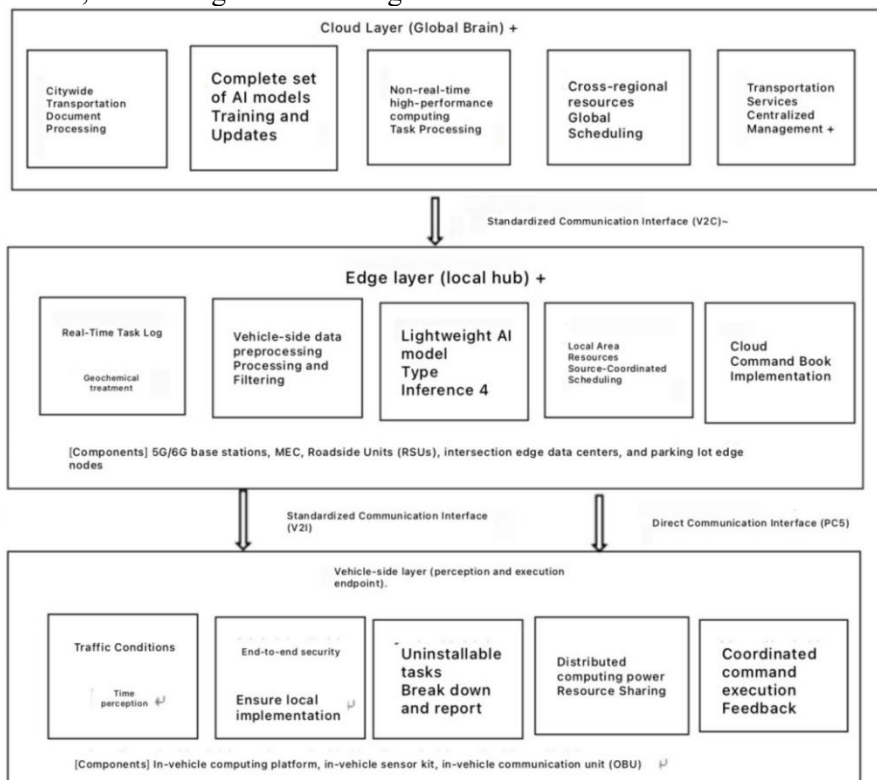 Cloud Layer (Global Brain) +
Citywide
Transportation
Document
Processing
Complete set
of AI models
Training and
Updates
Non-real-time
high-performance
computing
Task Processing
Cross-regional
resources
Global
Scheduling
Transportation
Services
Centralized
Management +
Standardized Communication Interface (V2C)~
Edge layer (local hub) +
Real-Time Task Log
Geochemical
treatment
Vehicle-side data
preprocessing
Processing and
Filtering
Lightweight AI
model
Type
Inference 4
Local Area
Resources
Source-Coordinated
Scheduling
Cloud
Command Book
Implementation
[Components] 5G/6G base stations, MEC, Roadside Units (RSUs), intersection edge data centers, and parking lot edge
nodes
Standardized Communication Interface
(V2I)
Direct Communication Interface (PC5)
Vehicle-side layer (perception and execution
endpoint).
Traffic Conditions
Time
perception ↵
End-to-end security
Ensure local
implementation ↵
Uninstallable
tasks
Break down
and report
Distributed
computing power
Resource Sharing
Coordinated
command
execution
Feedback
[Components] In-vehicle computing platform, in-vehicle sensor kit, in-vehicle communication unit (OBU) ↵